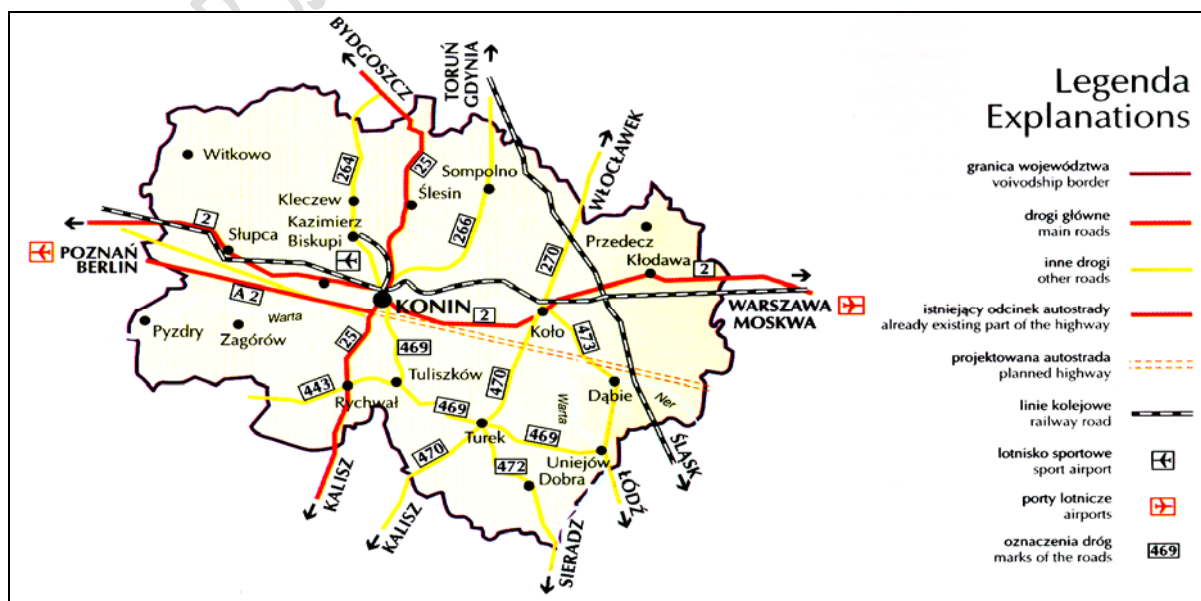 BYDGOSZCZ
TORUŃ
GDYNIA
WŁOCŁAWEK
Witkowo
264
25
Sompolno
Kleczew
Ślesin
Kazimierz
Biskupi
266
270
Przedecz
Kłodawa
2
2
Słupca
POZNAŃ
BERLIN
A 2
KONIN
2
Koło
WARSZAWA
MOSKWA
Pyzdry
Zagórów
Warta
25
469
473
443
Tuliszków
470
Rychwał
469
Warta
Dąbie
Ner
Turek
469
470
472
Uniejów
Dobra
KALISZ
KALISZ
SIERADZ
ŁÓDŹ
ŚLĄSK
Legenda
Explanations
granica województwa
voivodship border
drogi główne
main roads
inne drogi
other roads
istniejący odcinek autostrady
already existing part of the highway
projektowana autostrada
planned highway
linie kolejowe
railway road
lotnisko sportowe
sport airport
porty lotnicze
airports
oznaczenia dróg
marks of the roads
469